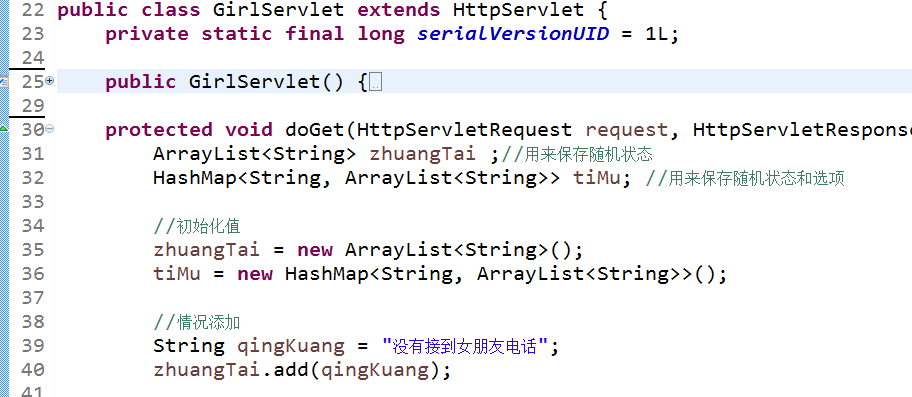 22 public class GirlServlet extends HttpServlet {
23 private static final long serialVersionUID = 1L;
24
25 public GirlServlet() {..
29
30 protected void doGet(HttpServletRequest request, HttpServletRespons
31 ArrayList<String> zhuangTai ;//用来保存随机状态
32 HashMap<String, ArrayList<String>> tiMu; //用来保存随机状态和选项
33
34 //初始化值
35 zhuangTai = new ArrayList<String>();
36 tiMu = new HashMap<String, ArrayList<String>>();
37
38 //情况添加
39 String qingKuang = "没有接到女朋友电话";
40 zhuangTai.add(qingKuang);
41